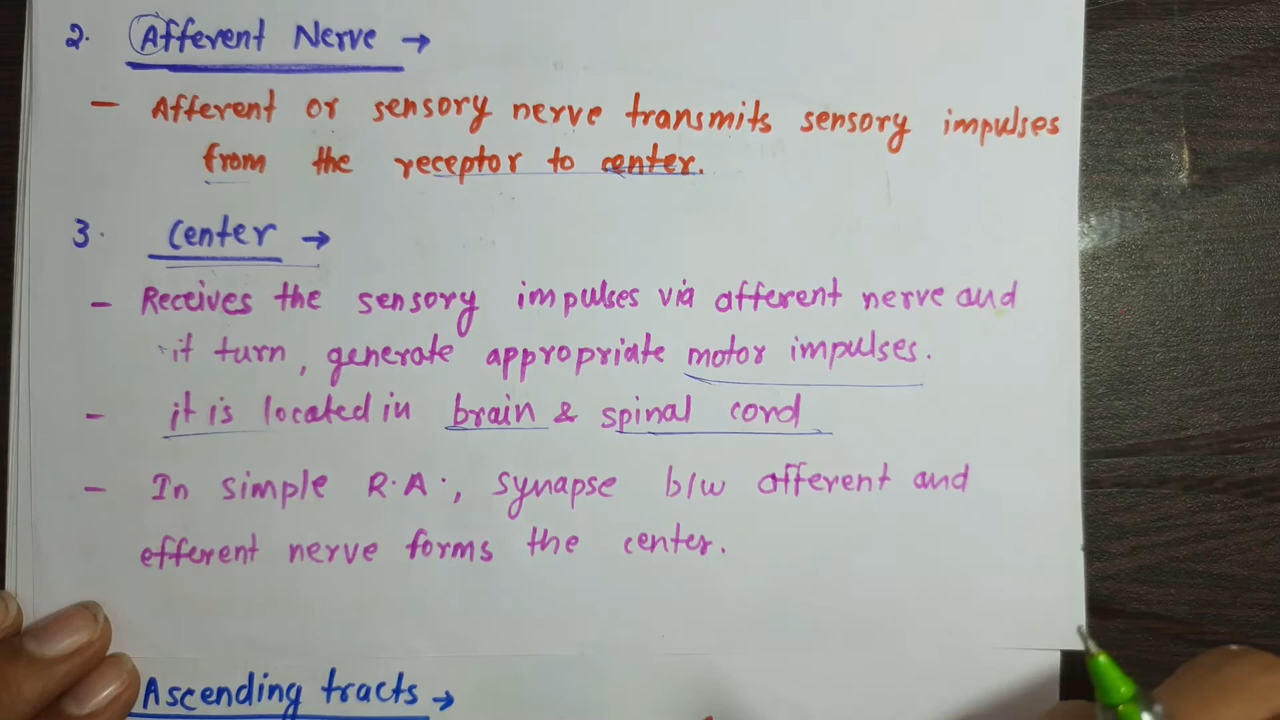 2. Afferent Nerve →
- Afferent or sensory nerve transmits sensory impulses
from the receptor to center.
3. Center →
- Receives the sensory impulses via afferent nerve and
it turn, generate appropriate motor impulses.
- it is located in brain & spinal cord
- In simple R.A., synapse b/w afferent and
efferent nerve forms the center.
Ascending tracts →